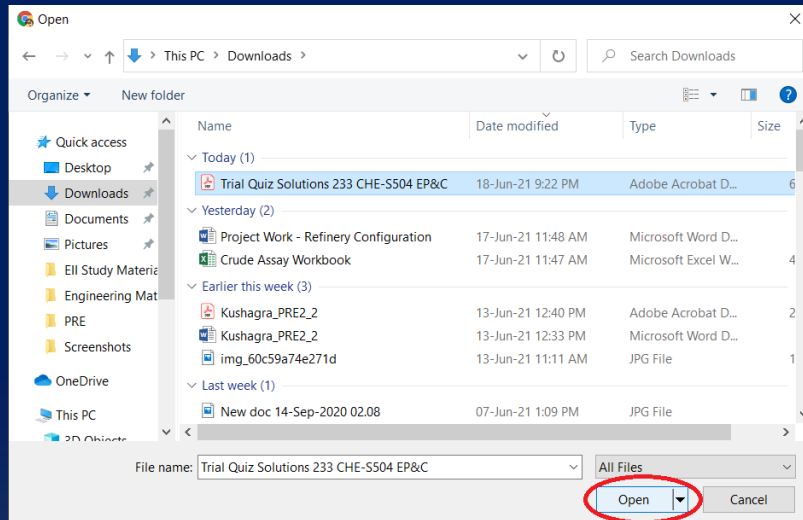 Open
This PC > Downloads >
Search Downloads
Organize
New folder
?
Name
Date modified
Type
Size
Quick access
Desktop
Downloads
Documents
Pictures
EII Study Materia
Engineering Mat
PRE
Screenshots
OneDrive
This PC
3D Objects
Today (1)
Trial Quiz Solutions 233 CHE-S504 EP&C 18-Jun-21 9:22 PM Adobe Acrobat D... 6
Yesterday (2)
Project Work - Refinery Configuration 17-Jun-21 11:48 AM Microsoft Word D...
Crude Assay Workbook 17-Jun-21 11:47 AM Microsoft Excel W... 4
Earlier this week (3)
Kushagra_PRE2_2 13-Jun-21 12:40 PM Adobe Acrobat D... 2
Kushagra_PRE2_2 13-Jun-21 12:33 PM Microsoft Word D...
img_60c59a74e271d 13-Jun-21 11:11 AM JPG File 1
Last week (1)
New doc 14-Sep-2020 02.08 07-Jun-21 1:09 PM JPG File
File name: Trial Quiz Solutions 233 CHE-S504 EP&C
All Files
Open
Cancel